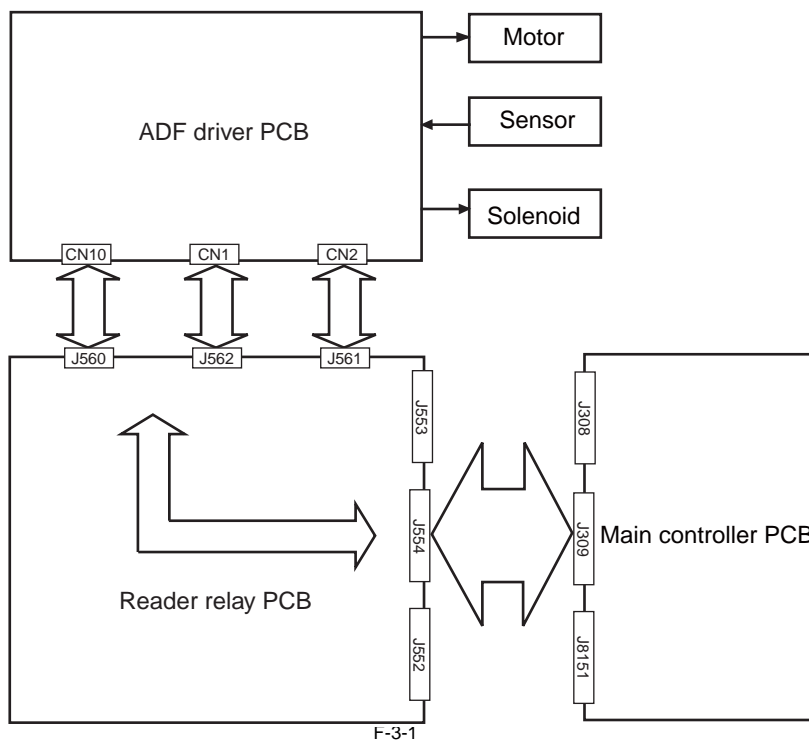 Motor
ADF driver PCB
Sensor
Solenoid
CN10
CN1
CN2
J560
J562
J561
J553
J308
J554
J309
Main controller PCB
Reader relay PCB
J552
J8151
F-3-1